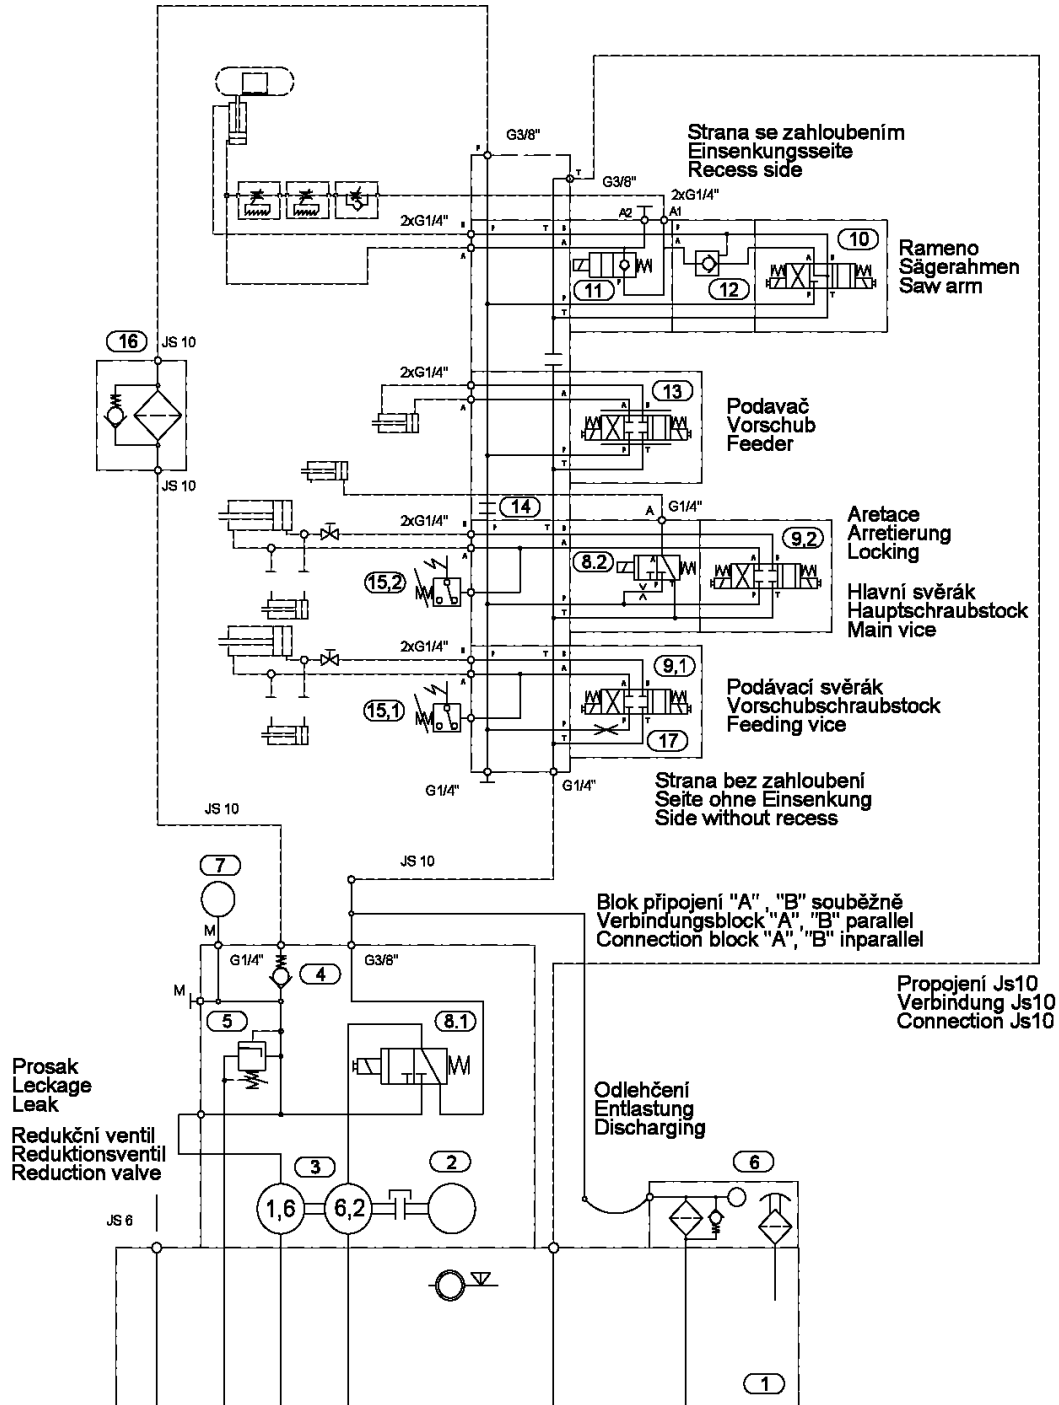 G3/8"
P
T
G3/8"
Strana se zahloubením
Einsenkungsseite
Recess side
2xG1/4"
A2
A1
2xG1/4"
B
P
T
B
P
A
A
A
A
B
10
Rameno
Sägerahmen
Saw arm
11
P
12
P
T
P
T
16
JS 10
2xG1/4"
13
A
B
A
A
Podavač
Vorschub
Feeder
P
T
P
T
JS 10
14
A
G1/4"
2xG1/4"
B
P
T
B
A
A
8.2
A
P
T
9,2
A
B
P
T
P
T
Aretace
Arretierung
Locking
15,2
Hlavní svěrák
Hauptschraubstock
Main vice
2xG1/4"
B
P
T
B
A
A
9,1
A
B
15,1
P
T
P
T
17
Podávací svěrák
Vorschubschraubstock
Feeding vice
G1/4"
G1/4"
Strana bez zahloubení
Seite ohne Einsenkung
Side without recess
JS 10
JS 10
7
M
Blok připojení "A" , "B" souběžně
Verbindungsblock "A", "B" parallel
Connection block "A", "B" inparallel
G1/4"
4
G3/8"
M
5
8.1
Propojení Js10
Verbindung Js10
Connection Js10
Prosak
Leckage
Leak
Odlehčení
Entlastung
Discharging
Redukční ventil
Reduktionsventil
Reduction valve
3
2
6
1,6
6,2
JS 6
1